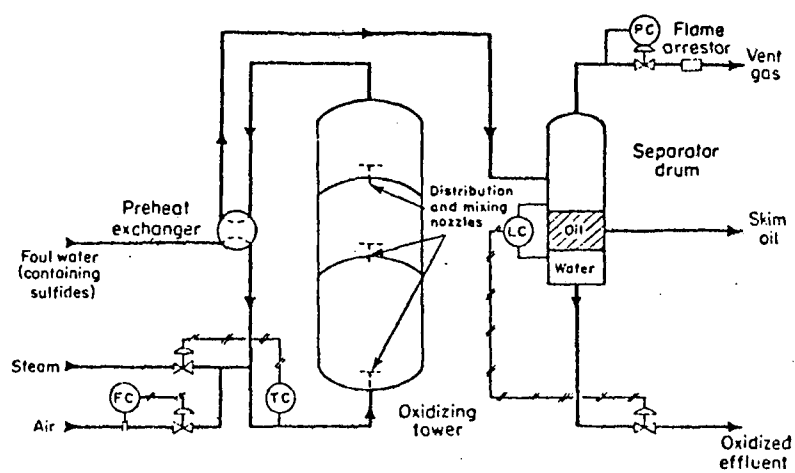 PC
Flame
arrestor
Vent
gas
Separator
drum
Distribution
and mixing
nozzles
Preheat
exchanger
Foul water
(containing
sulfides)
LC
Oil
Water
Skim
oil
Steam
FC
TC
Air
Oxidizing
tower
Oxidized
effluent